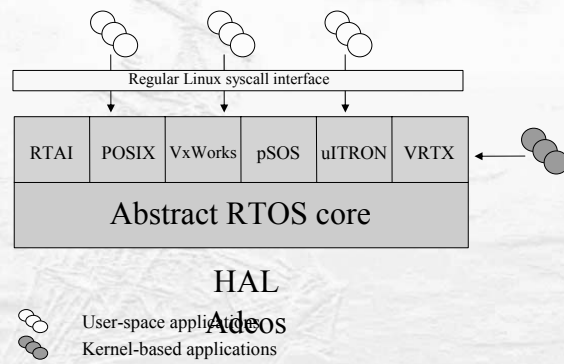 Regular Linux syscall interface
RTAI POSIX VxWorks pSOS uITRON VRTX
Abstract RTOS core
HAL
Adeos
User-space applications
Kernel-based applications